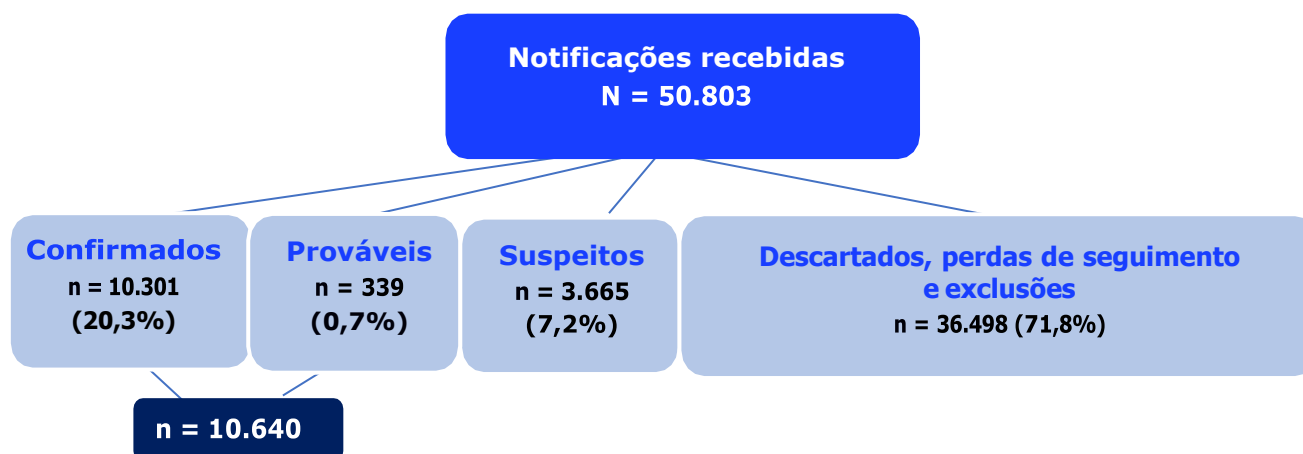 Notificações recebidas
N = 50.803
Confirmados
n = 10.301
(20,3%)
Prováveis
n = 339
(0,7%)
Suspeitos
n = 3.665
(7,2%)
Descartados, perdas de seguimento
e exclusões
n = 36.498 (71,8%)
n = 10.640